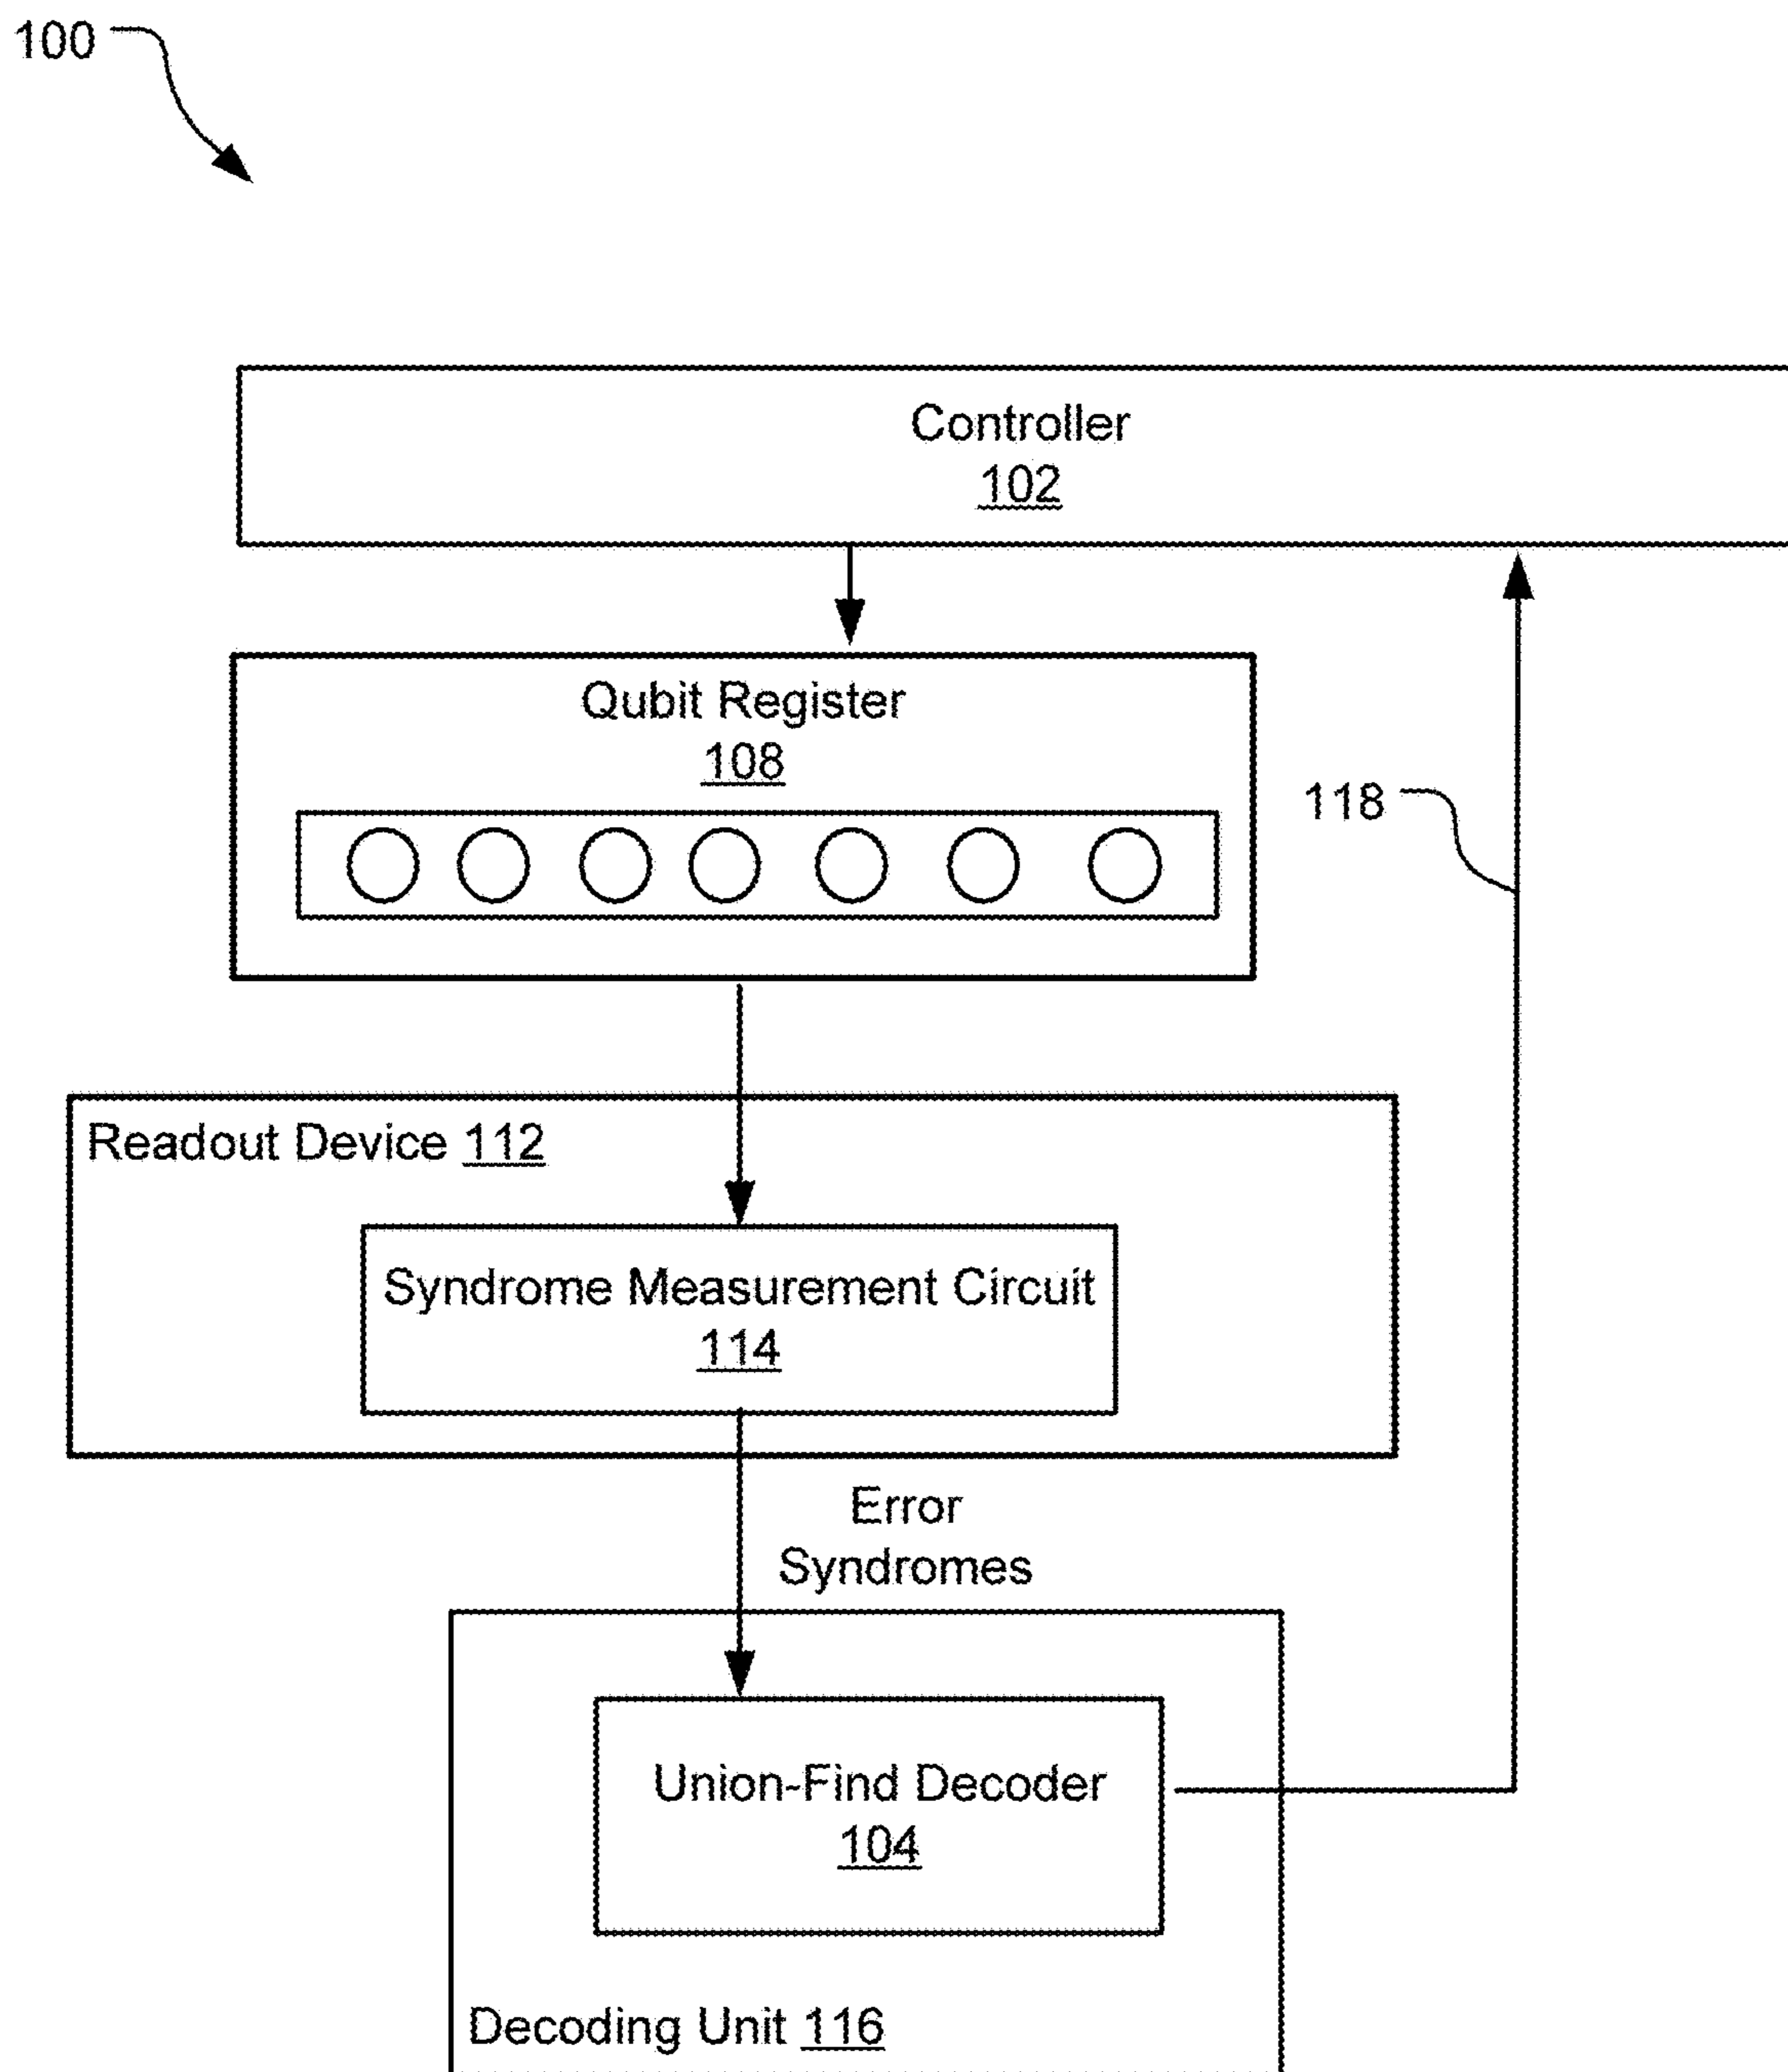 100
Controller
102
Qubit Register
108
118
Readout Device 112
Syndrome Measurement Circuit
114
Error
Syndromes
Union-Find Decoder
104
Decoding Unit 116